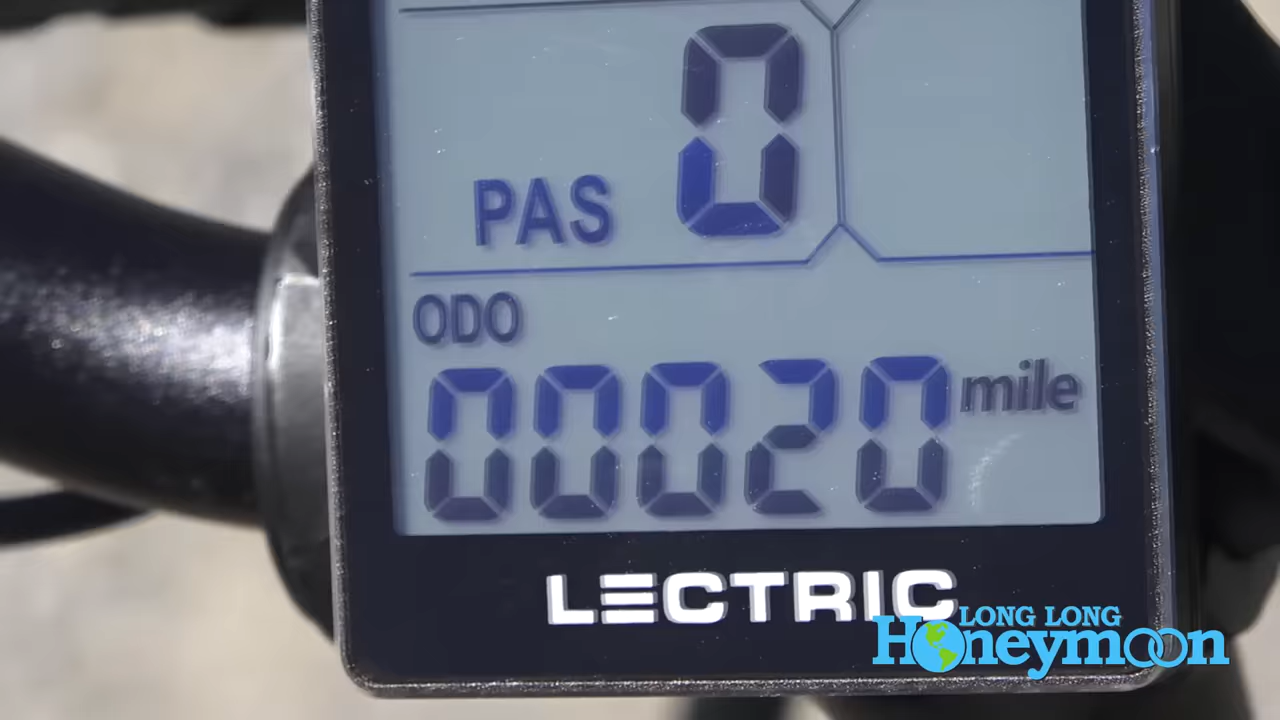 PAS 0
ODO
00020 mile
LECTRIC
LONG LONG
Honeymoon